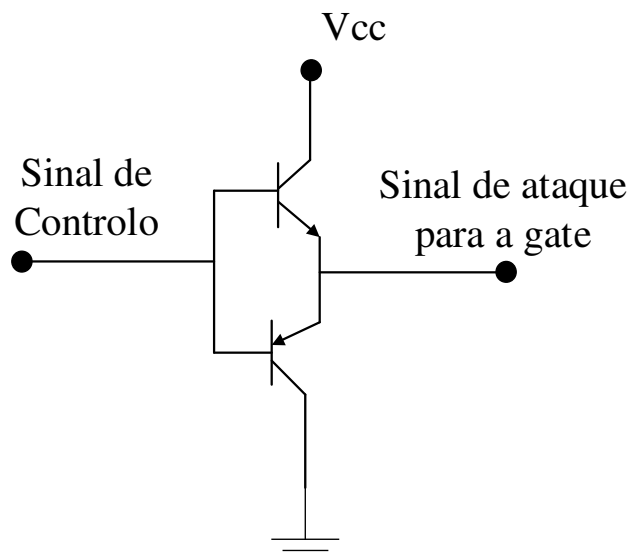 Vcc
Sinal de
Controlo
Sinal de ataque
para a gate